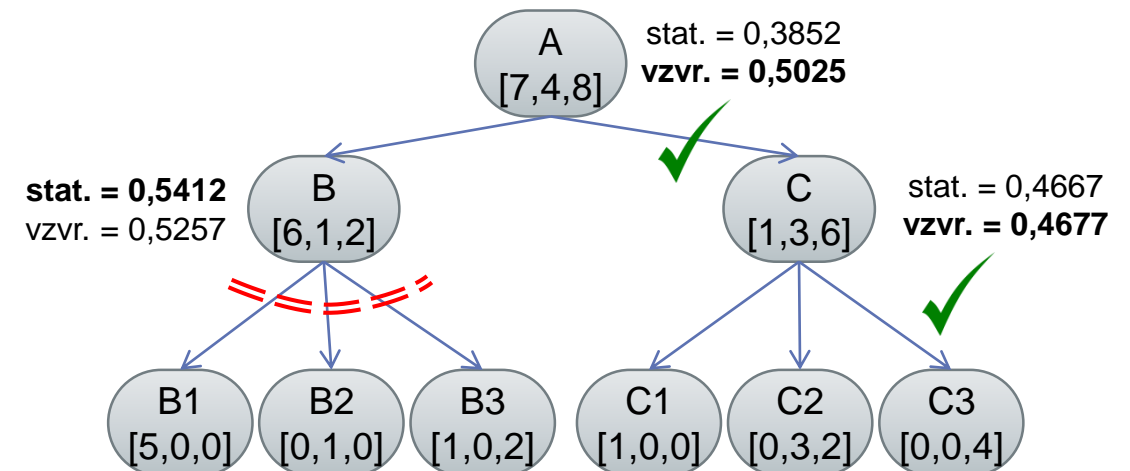 A
[7,4,8]
stat. = 0,3852
vzvr. = 0,5025
stat. = 0,5412
vzvr. = 0,5257
B
[6,1,2]
C
[1,3,6]
stat. = 0,4667
vzvr. = 0,4677
B1
[5,0,0]
B2
[0,1,0]
B3
[1,0,2]
C1
[1,0,0]
C2
[0,3,2]
C3
[0,0,4]